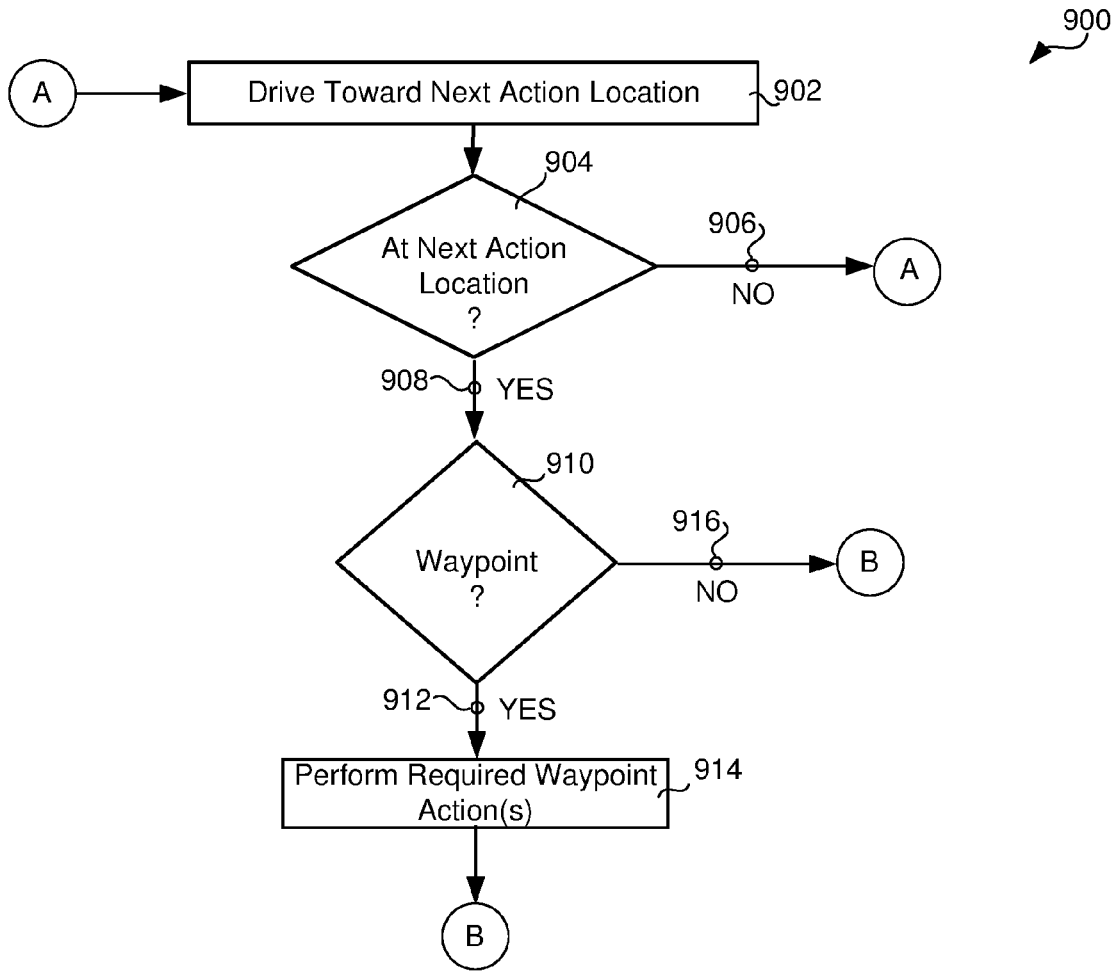 900
A
Drive Toward Next Action Location
902
904
At Next Action
Location
?
906
NO
A
908
YES
910
Waypoint
?
916
NO
B
912
YES
Perform Required Waypoint
Action(s)
914
B